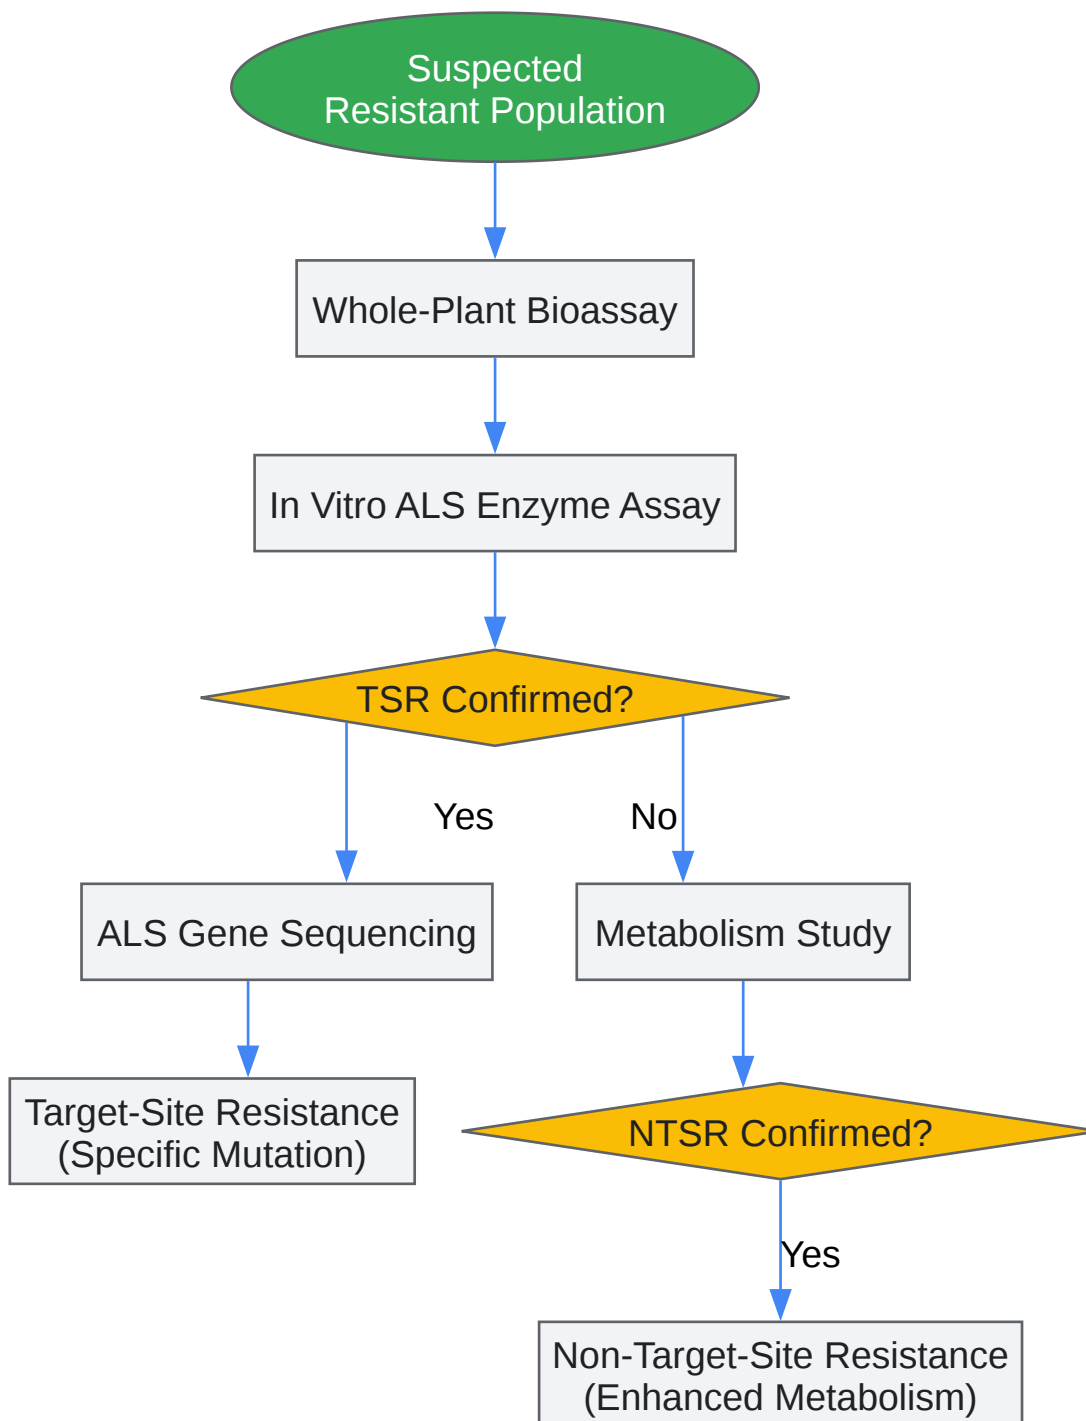 Suspected
Resistant Population
Whole-Plant Bioassay
In Vitro ALS Enzyme Assay
TSR Confirmed?
Yes
No
ALS Gene Sequencing
Metabolism Study
Target-Site Resistance
(Specific Mutation)
NTSR Confirmed?
Yes
Non-Target-Site Resistance
(Enhanced Metabolism)